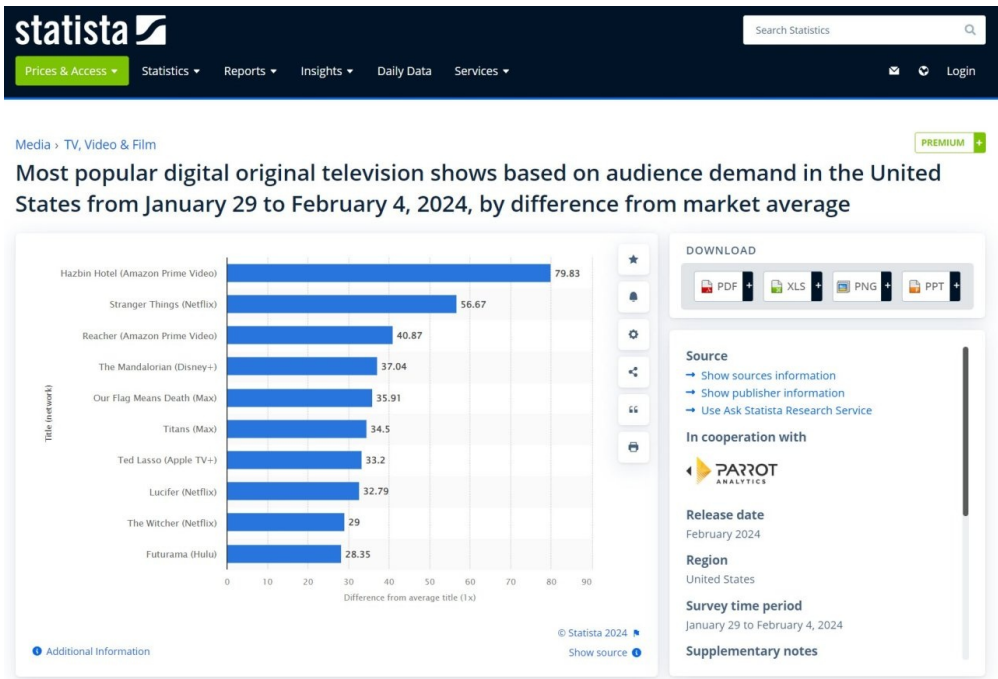 statista
Search Statistics
Prices & Access
Statistics
Reports
Insights
Daily Data
Services
Login
Media › TV, Video & Film
PREMIUM +
Most popular digital original television shows based on audience demand in the United
States from January 29 to February 4, 2024, by difference from market average
Title (network)
Hazbin Hotel (Amazon Prime Video) 79.83
Stranger Things (Netflix) 56.67
Reacher (Amazon Prime Video) 40.87
The Mandalorian (Disney+) 37.04
Our Flag Means Death (Max) 35.91
Titans (Max) 34.5
Ted Lasso (Apple TV+) 33.2
Lucifer (Netflix) 32.79
The Witcher (Netflix) 29
Futurama (Hulu) 28.35
0 10 20 30 40 50 60 70 80 90
Difference from average title (1x)
© Statista 2024
Additional Information
Show source
DOWNLOAD
PDF + XLS + PNG + PPT +
Source
→ Show sources information
→ Show publisher information
→ Use Ask Statista Research Service
In cooperation with
PARROT
ANALYTICS
Release date
February 2024
Region
United States
Survey time period
January 29 to February 4, 2024
Supplementary notes